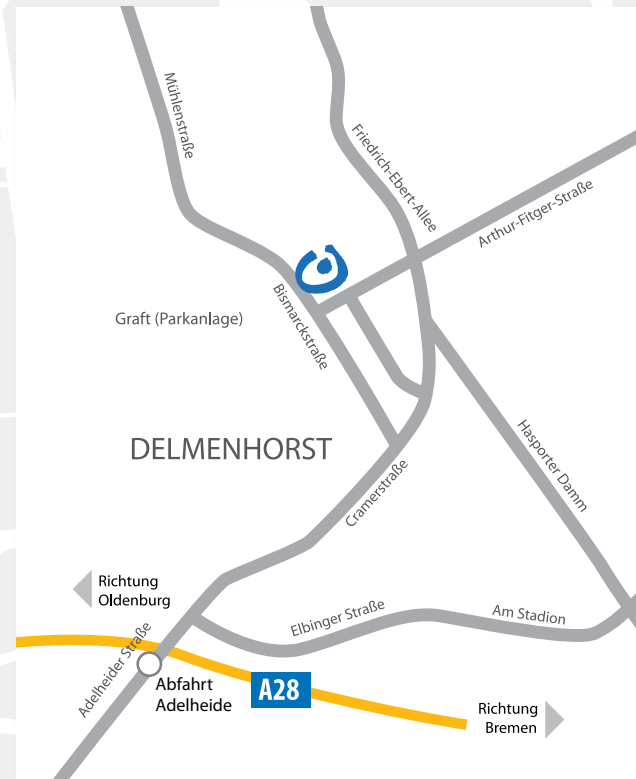 Mühlenstraße
Friedrich-Ebert-Allee
Arthur-Fitger-Straße
Bismarckstraße
Graft (Parkanlage)
DELMENHORST
Hasporter Damm
Cramerstraße
Richtung
Oldenburg
Elbinger Straße
Am Stadion
Adelheider Straße
Abfahrt
Adelheide
A28
Richtung
Bremen